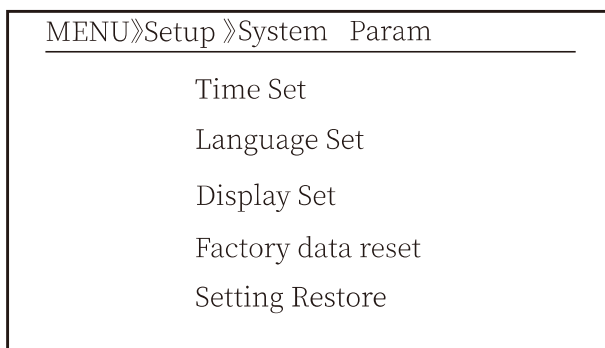 MENU》Setup 》System Param
Time Set
Language Set
Display Set
Factory data reset
Setting Restore